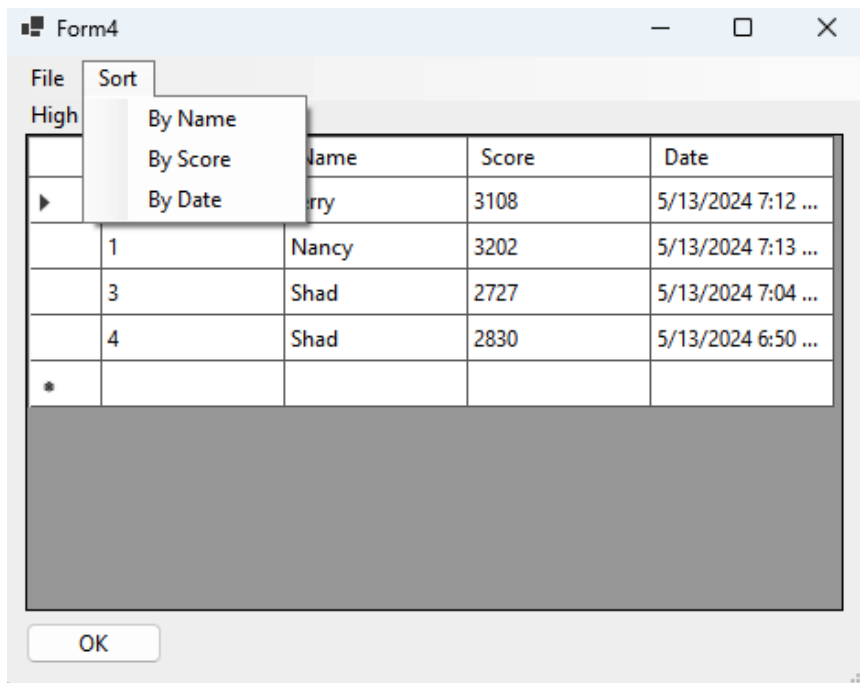 Form4
File Sort
High
By Name
By Score
By Date
Name Score Date
rry 3108 5/13/2024 7:12 ...
1 Nancy 3202 5/13/2024 7:13 ...
3 Shad 2727 5/13/2024 7:04 ...
4 Shad 2830 5/13/2024 6:50 ...
OK